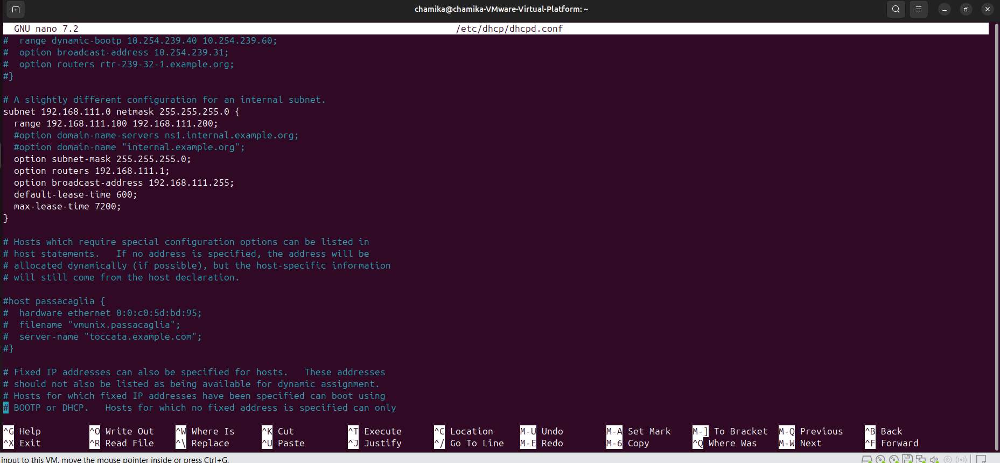 chamika@chamika-VMware-Virtual-Platform: ~
GNU nano 7.2 /etc/dhcp/dhcpd.conf
#  range dynamic-bootp 10.254.239.40 10.254.239.60;
#  option broadcast-address 10.254.239.31;
#  option routers rtr-239-32-1.example.org;
#}
# A slightly different configuration for an internal subnet.
subnet 192.168.111.0 netmask 255.255.255.0 {
  range 192.168.111.100 192.168.111.200;
  #option domain-name-servers ns1.internal.example.org;
  #option domain-name "internal.example.org";
  option subnet-mask 255.255.255.0;
  option routers 192.168.111.1;
  option broadcast-address 192.168.111.255;
  default-lease-time 600;
  max-lease-time 7200;
}
# Hosts which require special configuration options can be listed in
# host statements.   If no address is specified, the address will be
# allocated dynamically (if possible), but the host-specific information
# will still come from the host declaration.
#host passacaglia {
#  hardware ethernet 0:0:c0:5d:bd:95;
#  filename "vmunix.passacaglia";
#  server-name "toccata.example.com";
#}
# Fixed IP addresses can also be specified for hosts.   These addresses
# should not also be listed as being available for dynamic assignment.
# Hosts for which fixed IP addresses have been specified can boot using
# BOOTP or DHCP.   Hosts for which no fixed address is specified can only
^G Help ^O Write Out ^W Where Is ^K Cut ^T Execute ^C Location M-U Undo M-A Set Mark M-] To Bracket M-Q Previous ^B Back
^X Exit ^R Read File ^\ Replace ^U Paste ^J Justify ^/ Go To Line M-E Redo M-6 Copy ^Q Where Was M-W Next ^F Forward
input to this VM, move the mouse pointer inside or press Ctrl+G.